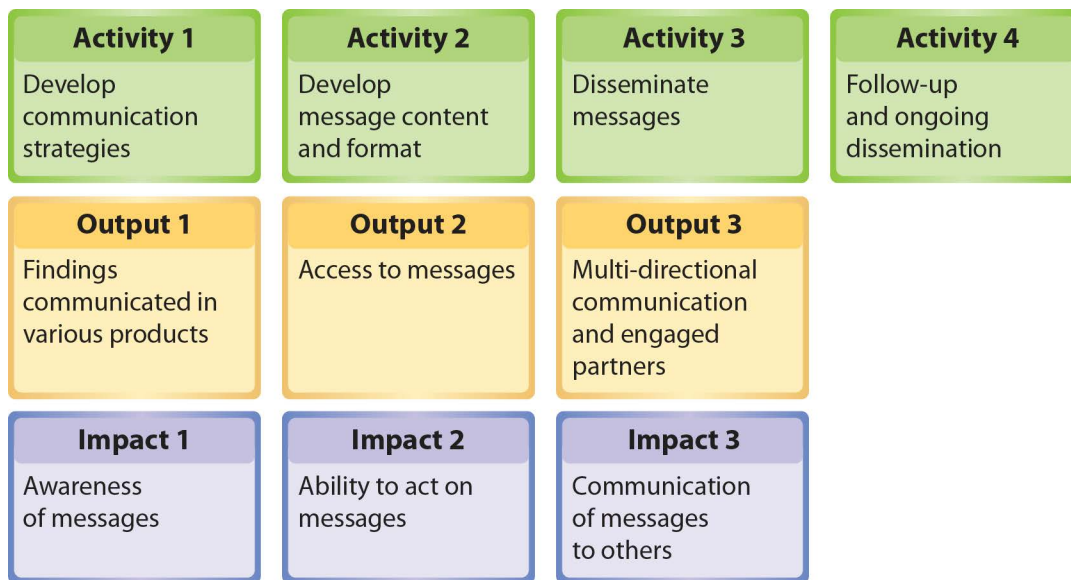 Activity 1
Develop
communication
strategies
Activity 2
Develop
message content
and format
Activity 3
Disseminate
messages
Activity 4
Follow-up
and ongoing
dissemination
Output 1
Findings
communicated in
various products
Output 2
Access to messages
Output 3
Multi-directional
communication
and engaged
partners
Impact 1
Awareness
of messages
Impact 2
Ability to act on
messages
Impact 3
Communication
of messages
to others